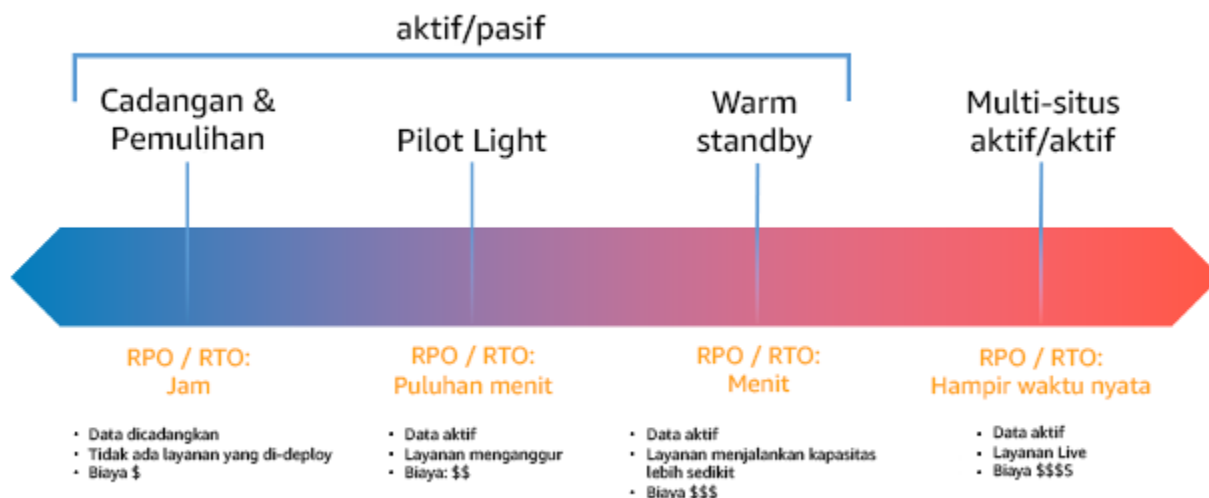 aktif/pasif
Cadangan &
Pemulihan
Pilot Light
Warm
standby
Multi-situs
aktif/aktif
RPO / RTO:
Jam
RPO / RTO:
Puluhan menit
RPO / RTO:
Menit
RPO / RTO:
Hampir waktu nyata
• Data dicadangkan
• Tidak ada layanan yang di-deploy
• Biaya $
• Data aktif
• Layanan menganggur
• Biaya: $$
• Data aktif
• Layanan menjalankan kapasitas
lebih sedikit
• Biaya $$$
• Data aktif
• Layanan Live
• Biaya $$$S